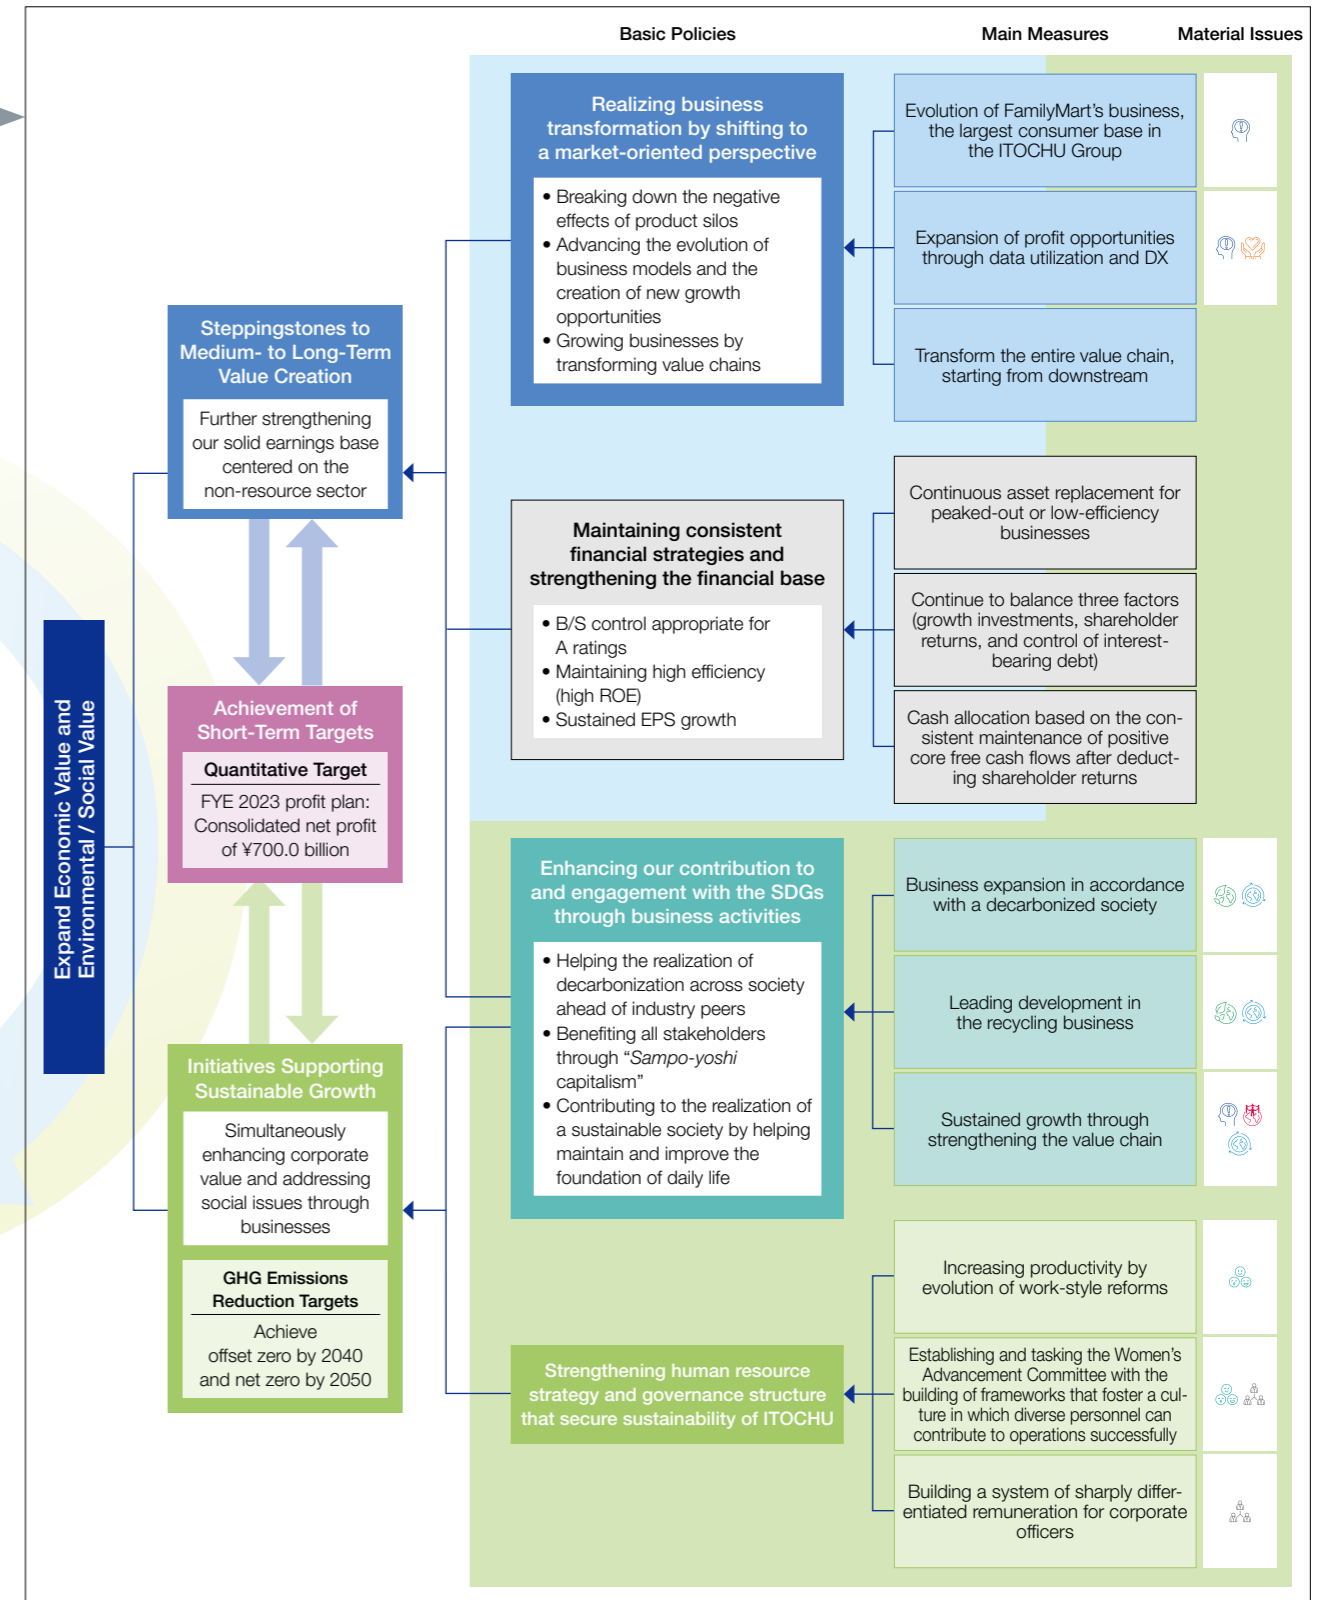 Basic Policies
Main Measures
Material Issues
Expand Economic Value and
Environmental / Social Value
Steppingstones to
Medium- to Long-Term
Value Creation
Further strengthening
our solid earnings base
centered on the
non-resource sector
Achievement of
Short-Term Targets
Quantitative Target
FYE 2023 profit plan:
Consolidated net profit
of ¥700.0 billion
Initiatives Supporting
Sustainable Growth
Simultaneously
enhancing corporate
value and addressing
social issues through
businesses
GHG Emissions
Reduction Targets
Achieve
offset zero by 2040
and net zero by 2050
Realizing business
transformation by shifting to
a market-oriented perspective
• Breaking down the negative
effects of product silos
• Advancing the evolution of
business models and the
creation of new growth
opportunities
• Growing businesses by
transforming value chains
Evolution of FamilyMart's business,
the largest consumer base in
the ITOCHU Group
Expansion of profit opportunities
through data utilization and DX
Transform the entire value chain,
starting from downstream
Maintaining consistent
financial strategies and
strengthening the financial base
• B/S control appropriate for
A ratings
• Maintaining high efficiency
(high ROE)
• Sustained EPS growth
Continuous asset replacement for
peaked-out or low-efficiency
businesses
Continue to balance three factors
(growth investments, shareholder
returns, and control of interest-
bearing debt)
Cash allocation based on the con-
sistent maintenance of positive
core free cash flows after deduct-
ing shareholder returns
Enhancing our contribution to
and engagement with the SDGs
through business activities
• Helping the realization of
decarbonization across society
ahead of industry peers
• Benefiting all stakeholders
through “Sampo-yoshi
capitalism”
• Contributing to the realization of
a sustainable society by helping
maintain and improve the
foundation of daily life
Business expansion in accordance
with a decarbonized society
Leading development in
the recycling business
Sustained growth through
strengthening the value chain
Strengthening human resource
strategy and governance structure
that secure sustainability of ITOCHU
Increasing productivity by
evolution of work-style reforms
Establishing and tasking the Women's
Advancement Committee with the
building of frameworks that foster a cul-
ture in which diverse personnel can
contribute to operations successfully
Building a system of sharply differ-
entiated remuneration for corporate
officers